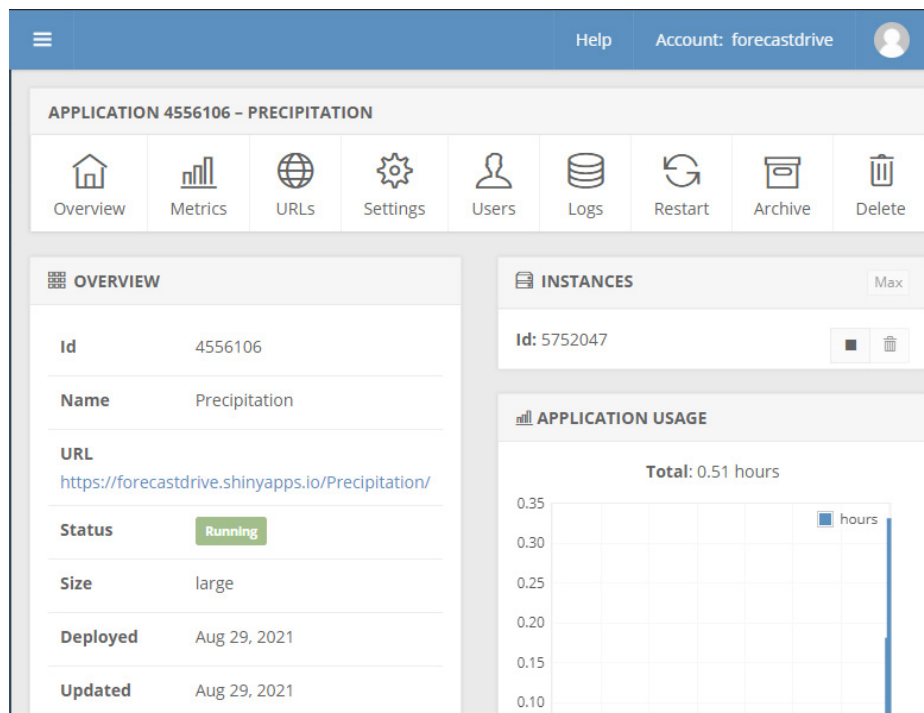 Help Account: forecastdrive
APPLICATION 4556106 – PRECIPITATION
Overview Metrics URLs Settings Users Logs Restart Archive Delete
OVERVIEW
Id 4556106
Name Precipitation
URL
https://forecastdrive.shinyapps.io/Precipitation/
Status Running
Size large
Deployed Aug 29, 2021
Updated Aug 29, 2021
INSTANCES Max
Id: 5752047
APPLICATION USAGE
Total: 0.51 hours
hours
0.35
0.30
0.25
0.20
0.15
0.10